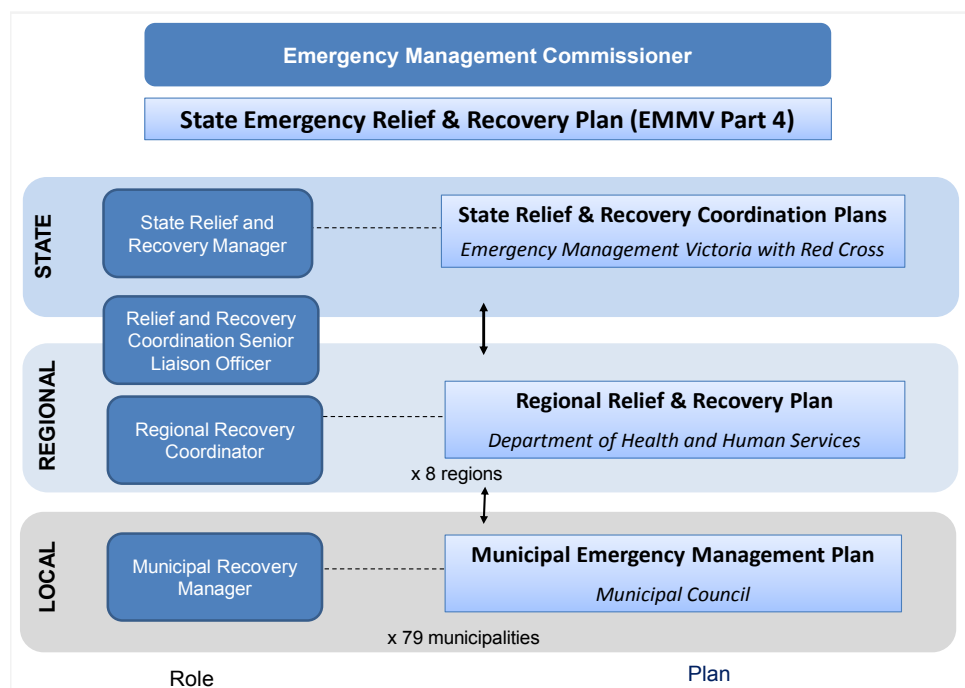 Emergency Management Commissioner
State Emergency Relief & Recovery Plan (EMMV Part 4)
STATE
State Relief and
Recovery Manager
State Relief & Recovery Coordination Plans
Emergency Management Victoria with Red Cross
Relief and Recovery
Coordination Senior
Liaison Officer
REGIONAL
Regional Recovery
Coordinator
Regional Relief & Recovery Plan
Department of Health and Human Services
x 8 regions
LOCAL
Municipal Recovery
Manager
Municipal Emergency Management Plan
Municipal Council
x 79 municipalities
Role
Plan